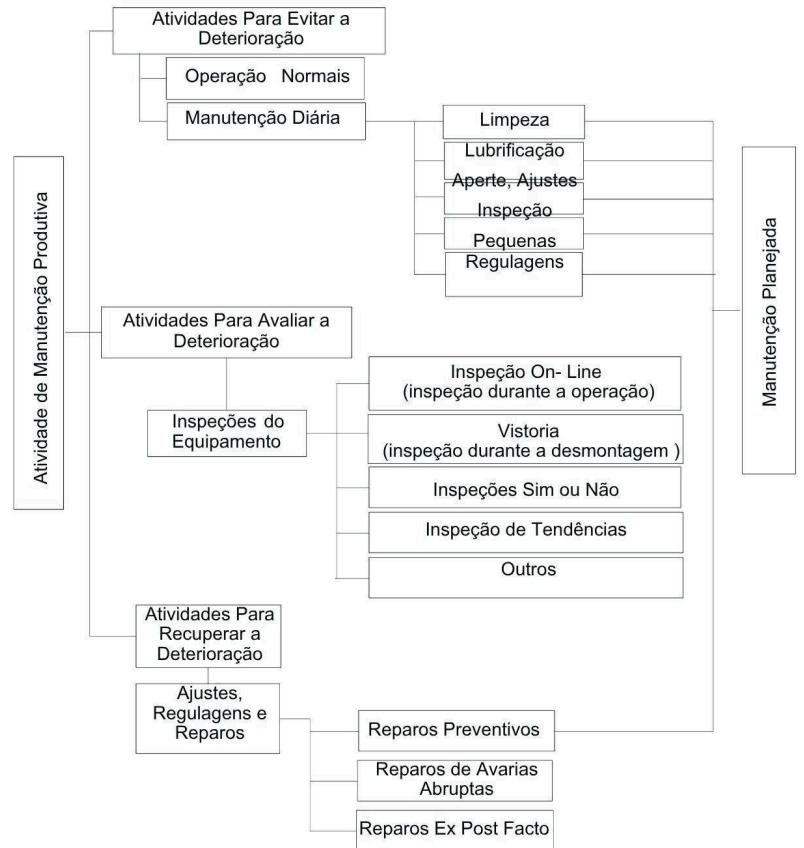 Atividades Para Evitar a
Deterioração
Operação Normais
Manutenção Diária
Limpeza
Lubrificação
Aperte, Ajustes
Inspeção
Pequenas
Regulagens
Atividade de Manutenção Produtiva
Manutenção Planejada
Atividades Para Avaliar a
Deterioração
Inspeções do
Equipamento
Inspeção On- Line
(inspeção durante a operação)
Vistoria
(inspeção durante a desmontagem )
Inspeções Sim ou Não
Inspeção de Tendências
Outros
Atividades Para
Recuperar a
Deterioração
Ajustes,
Regulagens e
Reparos
Reparos Preventivos
Reparos de Avarias
Abruptas
Reparos Ex Post Facto